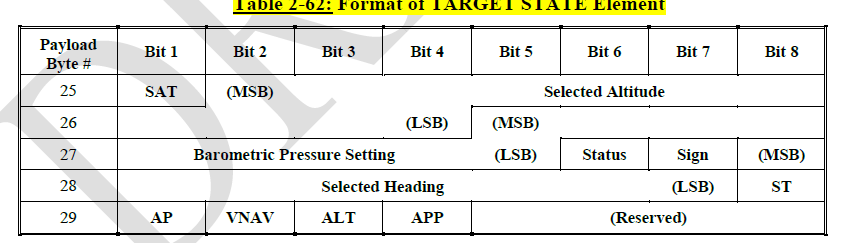 Table 2-62: Format of TARGET STATE Element
Payload Byte # Bit 1 Bit 2 Bit 3 Bit 4 Bit 5 Bit 6 Bit 7 Bit 8
25 SAT (MSB) Selected Altitude
26 (LSB) (MSB)
27 Barometric Pressure Setting (LSB) Status Sign (MSB)
28 Selected Heading (LSB) ST
29 AP VNAV ALT APP (Reserved)